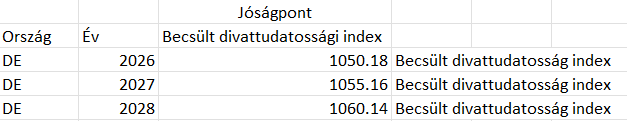 Jóságpont
Ország Év Becsült divattudatossági index
DE 2026 1050.18 Becsült divattudatosság index
DE 2027 1055.16 Becsült divattudatosság index
DE 2028 1060.14 Becsült divattudatosság index